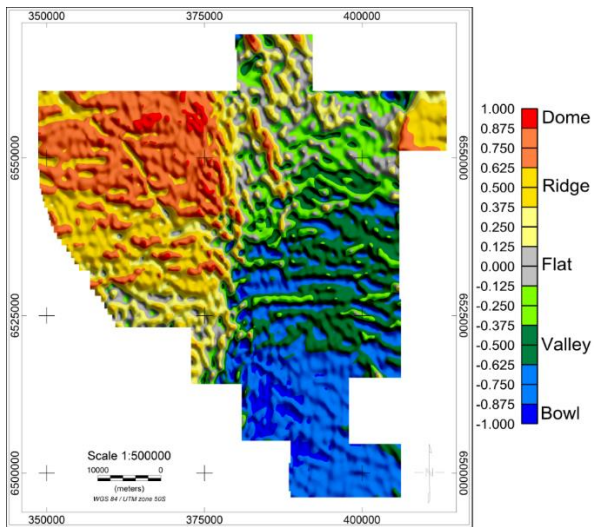 350000 375000 400000
6550000 6550000
6525000 6525000
6500000 6500000
Scale 1:500000
10000 0
(meters)
WGS 84 / UTM zone 50S
N
350000 375000 400000
1.000 Dome
0.875
0.750
0.625
0.500 Ridge
0.375
0.250
0.125
0.000 Flat
-0.125
-0.250
-0.375
-0.500 Valley
-0.625
-0.750
-0.875 Bowl
-1.000